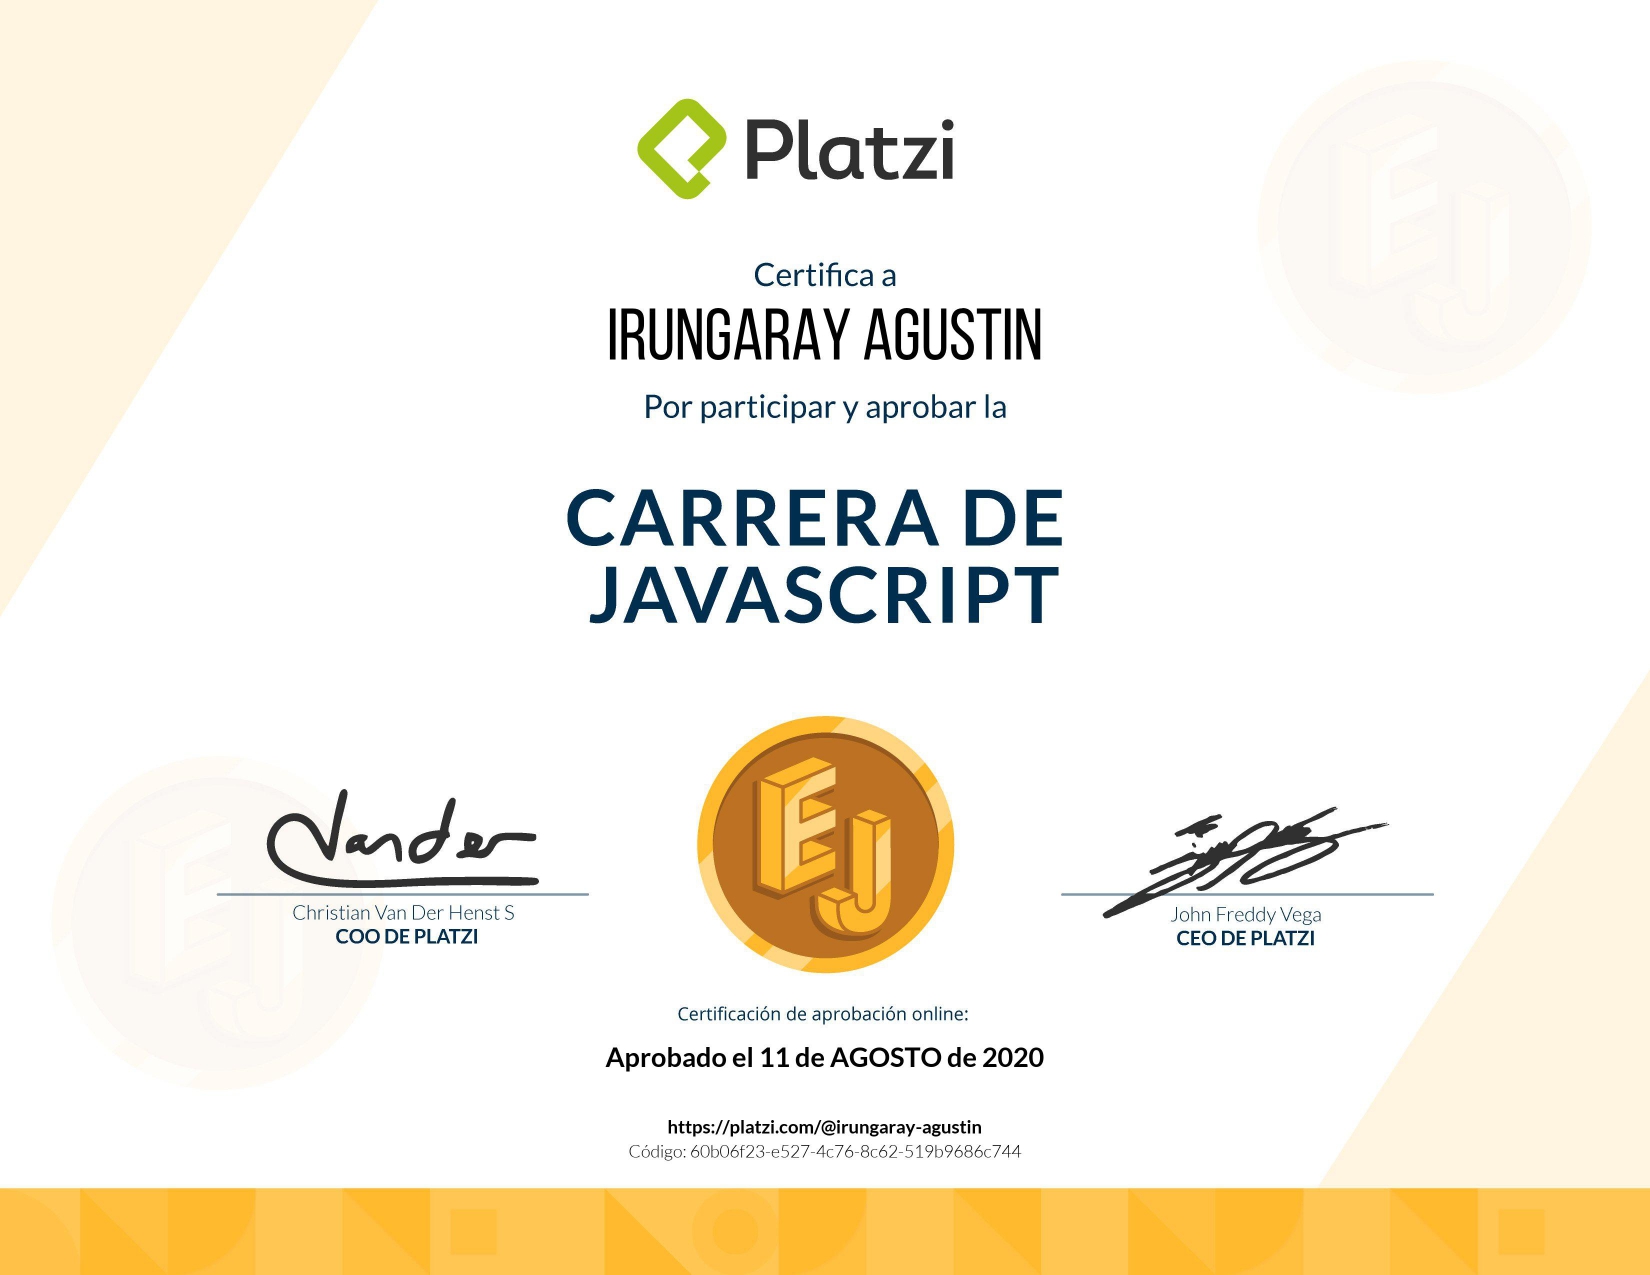 Platzi
Certifica a
IRUNGARAY AGUSTIN
Por participar y aprobar la
CARRERA DE
JAVASCRIPT
EJ
Vander
Christian Van Der Henst S
COO DE PLATZI
John Freddy Vega
CEO DE PLATZI
Certificación de aprobación online:
Aprobado el 11 de AGOSTO de 2020
https://platzi.com/@irungaray-agustin
Código: 60b06f23-e527-4c76-8c62-519b9686c744